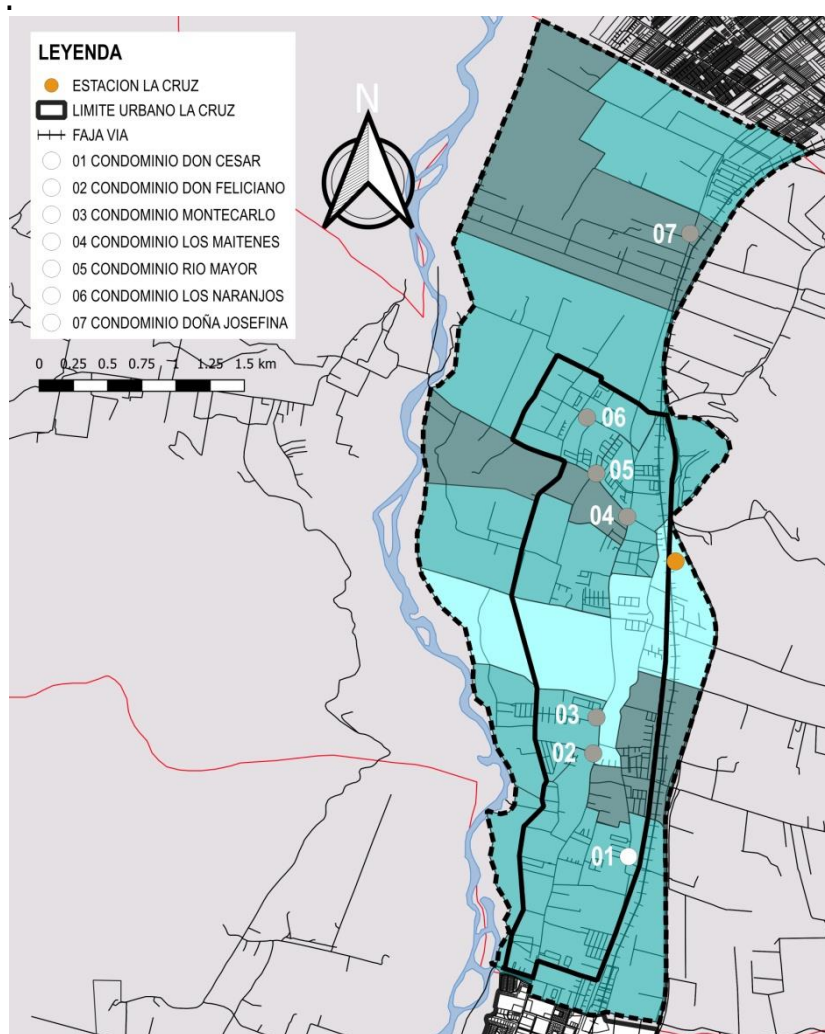 LEYENDA
ESTACION LA CRUZ
LIMITE URBANO LA CRUZ
FAJA VIA
01 CONDOMINIO DON CESAR
02 CONDOMINIO DON FELICIANO
03 CONDOMINIO MONTECARLO
04 CONDOMINIO LOS MAITENES
05 CONDOMINIO RIO MAYOR
06 CONDOMINIO LOS NARANJOS
07 CONDOMINIO DOÑA JOSEFINA
0 0.25 0.5 0.75 1 1.25 1.5 km
N
07
06
05
04
03
02
01